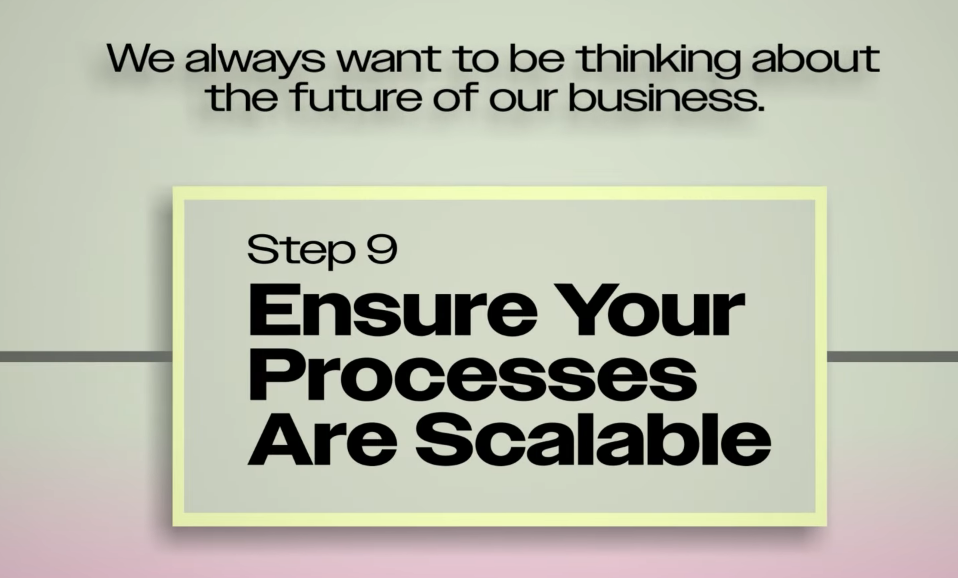 We always want to be thinking about
the future of our business.
Step 9
Ensure Your
Processes
Are Scalable